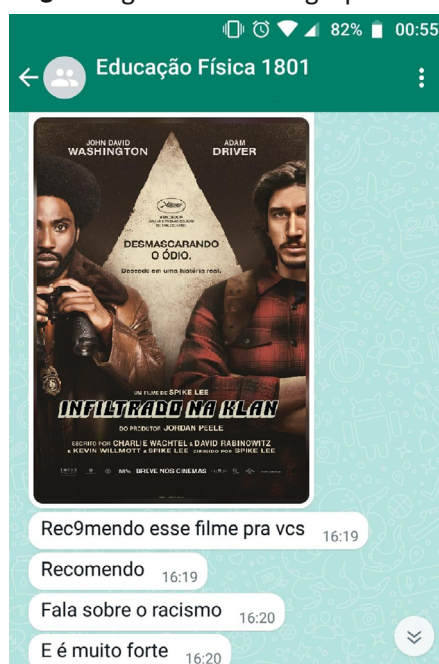 82% 00:55
Educação Física 1801
JOHN DAVID ADAM
WASHINGTON DRIVER
DESMASCARANDO
O ÓDIO.
Baseado em uma história real.
UM FILME DE SPIKE LEE
INFILTRADO NA KLAN
DO PRODUTOR JORDAN PEELE
ESCRITO POR CHARLIE WACHTEL & DAVID RABINOWITZ
& KEVIN WILLMOTT & SPIKE LEE DIRIGIDO POR SPIKE LEE
BREVE NOS CINEMAS
Rec9mendo esse filme pra vcs 16:19
Recomendo 16:19
Fala sobre o racismo 16:20
E é muito forte 16:20